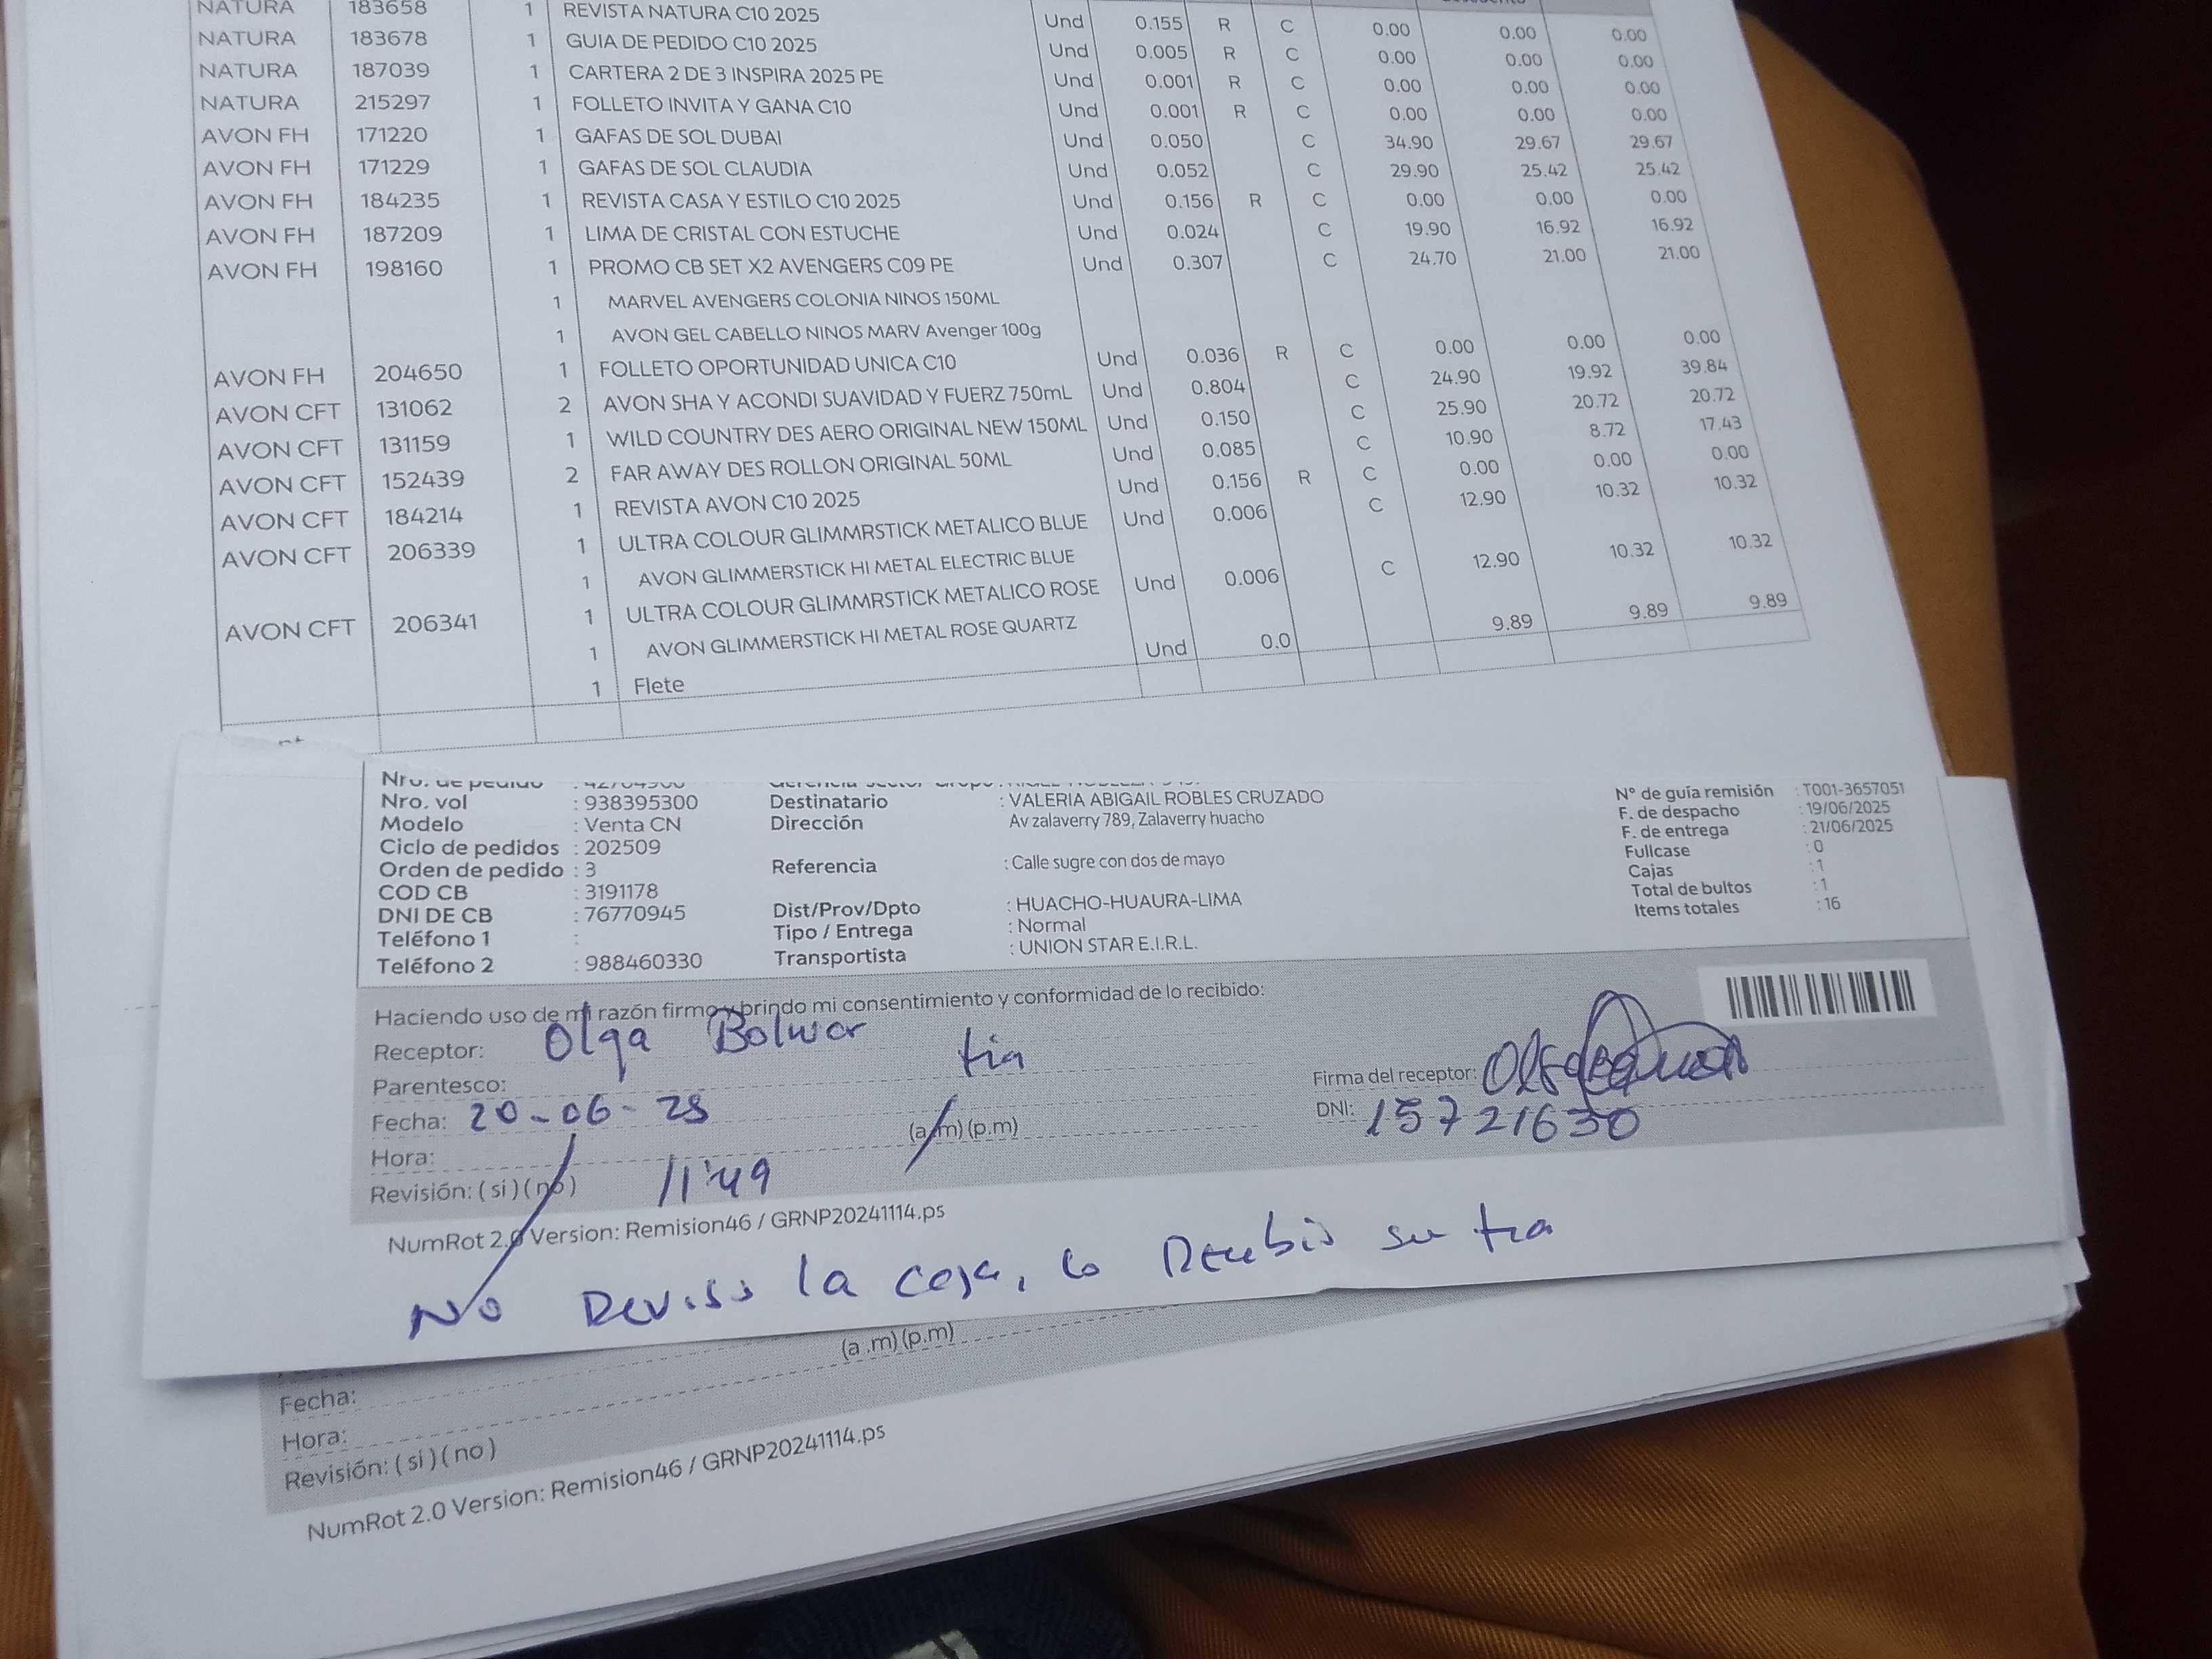 NATURA 183658 1 REVISTA NATURA C10 2025 Und 0.155 R C 0.00 0.00 0.00
NATURA 183678 1 GUIA DE PEDIDO C10 2025 Und 0.005 R C 0.00 0.00 0.00
NATURA 187039 1 CARTERA 2 DE 3 INSPIRA 2025 PE Und 0.001 R C 0.00 0.00 0.00
NATURA 215297 1 FOLLETO INVITA Y GANA C10 Und 0.001 R C 0.00 0.00 0.00
AVON FH 171220 1 GAFAS DE SOL DUBAI Und 0.050 C 34.90 29.67 29.67
AVON FH 171229 1 GAFAS DE SOL CLAUDIA Und 0.052 C 29.90 25.42 25.42
AVON FH 184235 1 REVISTA CASA Y ESTILO C10 2025 Und 0.156 R C 0.00 0.00 0.00
AVON FH 187209 1 LIMA DE CRISTAL CON ESTUCHE Und 0.024 C 19.90 16.92 16.92
AVON FH 198160 1 PROMO CB SET X2 AVENGERS C09 PE Und 0.307 C 24.70 21.00 21.00
1 MARVEL AVENGERS COLONIA NINOS 150ML
1 AVON GEL CABELLO NINOS MARV Avenger 100g
AVON FH 204650 1 FOLLETO OPORTUNIDAD UNICA C10 Und 0.036 R C 0.00 0.00 0.00
AVON CFT 131062 2 AVON SHA Y ACONDI SUAVIDAD Y FUERZ 750mL Und 0.804 C 24.90 19.92 39.84
AVON CFT 131159 1 WILD COUNTRY DES AERO ORIGINAL NEW 150ML Und 0.150 C 25.90 20.72 20.72
AVON CFT 152439 2 FAR AWAY DES ROLLON ORIGINAL 50ML Und 0.085 C 10.90 8.72 17.43
AVON CFT 184214 1 REVISTA AVON C10 2025 Und 0.156 R C 0.00 0.00 0.00
AVON CFT 206339 1 ULTRA COLOUR GLIMMRSTICK METALICO BLUE Und 0.006 C 12.90 10.32 10.32
1 AVON GLIMMERSTICK HI METAL ELECTRIC BLUE
AVON CFT 206341 1 ULTRA COLOUR GLIMMRSTICK METALICO ROSE Und 0.006 C 12.90 10.32 10.32
1 AVON GLIMMERSTICK HI METAL ROSE QUARTZ
1 Flete Und 0.0 9.89 9.89 9.89
Nro. de pedido
Nro. vol : 938395300 Destinatario : VALERIA ABIGAIL ROBLES CRUZADO N° de guía remisión : T001-3657051
Modelo : Venta CN Dirección Av zalaverry 789, Zalaverry huacho F. de despacho : 19/06/2025
Ciclo de pedidos : 202509 F. de entrega : 21/06/2025
Orden de pedido : 3 Referencia : Calle sugre con dos de mayo Fullcase : 0
COD CB : 3191178 Cajas : 1
DNI DE CB : 76770945 Dist/Prov/Dpto : HUACHO-HUAURA-LIMA Total de bultos : 1
Teléfono 1 : Tipo / Entrega : Normal Items totales : 16
Teléfono 2 : 988460330 Transportista : UNION STAR E.I.R.L.
Haciendo uso de mi razón firmo y brindo mi consentimiento y conformidad de lo recibido:
Receptor: Olga
Parentesco: tia Firma del receptor:
Fecha: 20-06-25 DNI: 15721630
Hora: 11:49 (a.m) (p.m)
Revisión: ( si ) ( no )
NumRot 2.0 Version: Remision46 / GRNP20241114.ps
No Reviso la caja, lo Recibio su tia
(a .m) (p.m)
Fecha:
Hora:
Revisión: ( si ) ( no )
NumRot 2.0 Version: Remision46 / GRNP20241114.ps